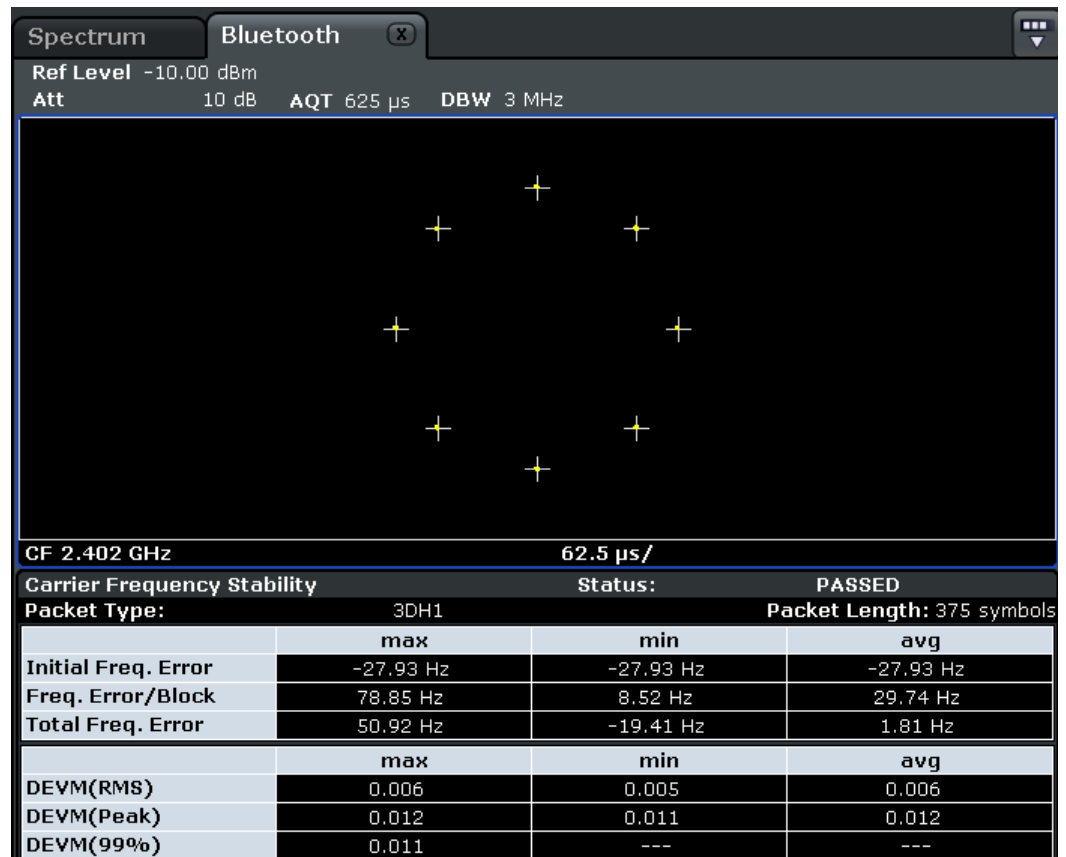 Spectrum Bluetooth X
Ref Level -10.00 dBm
Att 10 dB AQT 625 µs DBW 3 MHz
CF 2.402 GHz 62.5 µs/
Carrier Frequency Stability Status: PASSED
Packet Type: 3DH1 Packet Length: 375 symbols
max min avg
Initial Freq. Error -27.93 Hz -27.93 Hz -27.93 Hz
Freq. Error/Block 78.85 Hz 8.52 Hz 29.74 Hz
Total Freq. Error 50.92 Hz -19.41 Hz 1.81 Hz
max min avg
DEVM(RMS) 0.006 0.005 0.006
DEVM(Peak) 0.012 0.011 0.012
DEVM(99%) 0.011 --- ---